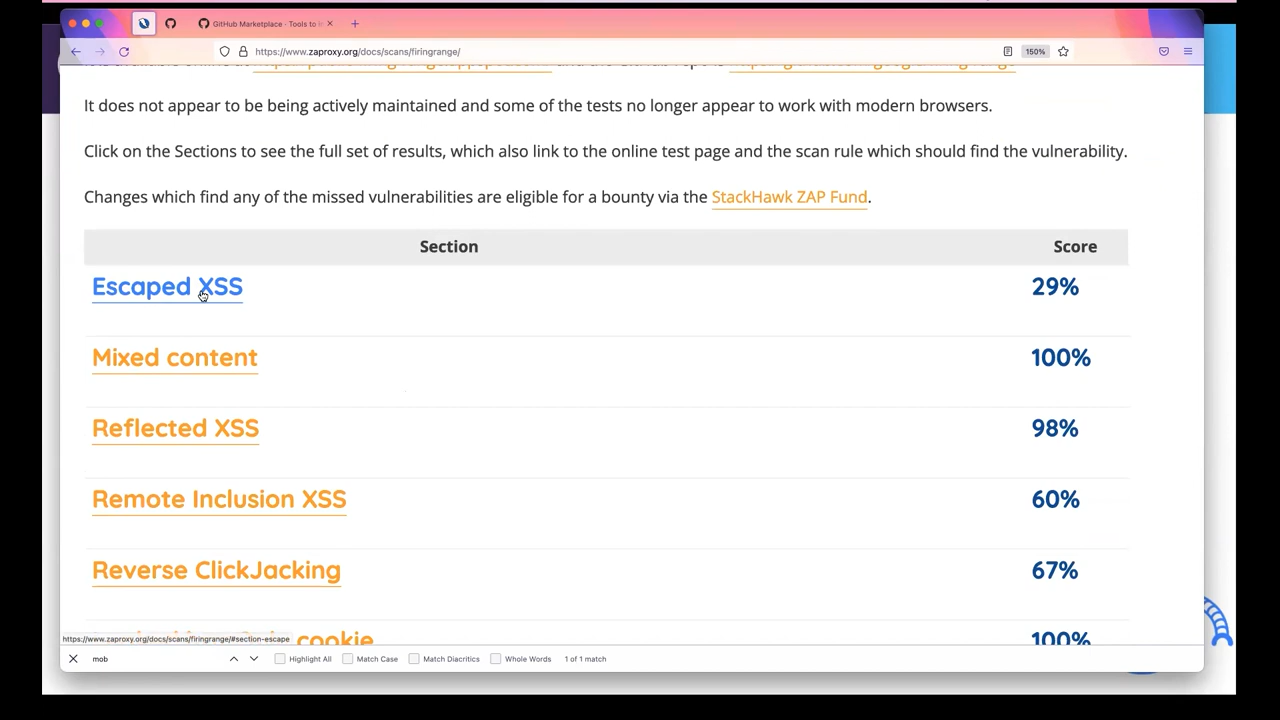 GitHub Marketplace · Tools to i
https://www.zaproxy.org/docs/scans/firingrange/
150%
It does not appear to be being actively maintained and some of the tests no longer appear to work with modern browsers.
Click on the Sections to see the full set of results, which also link to the online test page and the scan rule which should find the vulnerability.
Changes which find any of the missed vulnerabilities are eligible for a bounty via the StackHawk ZAP Fund.
Section Score
Escaped XSS 29%
Mixed content 100%
Reflected XSS 98%
Remote Inclusion XSS 60%
Reverse ClickJacking 67%
cookie 100%
https://www.zaproxy.org/docs/scans/firingrange/#section-escape
mob Highlight All Match Case Match Diacritics Whole Words 1 of 1 match